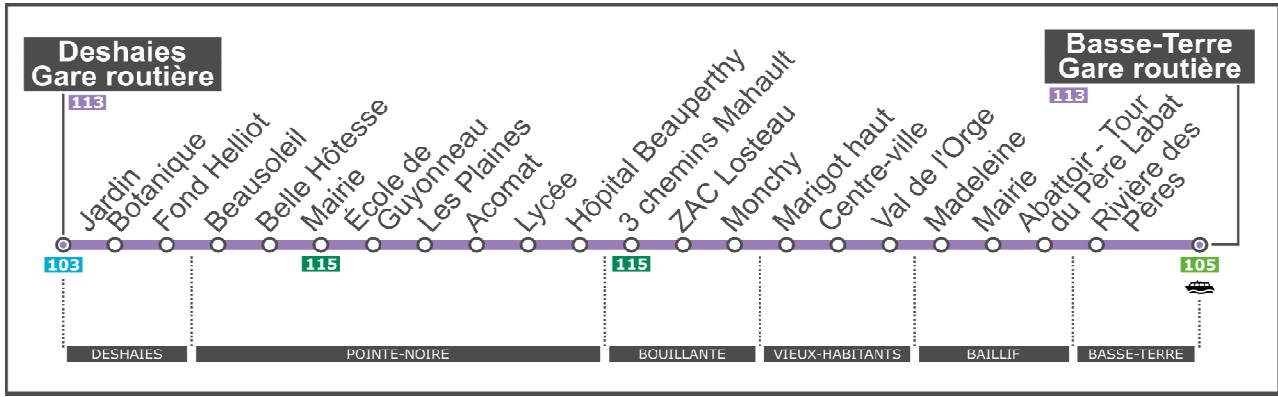 Deshaies
Gare routière
113
Basse-Terre
Gare routière
113
Jardin
Botanique
Fond Helliot
Beausoleil
Belle Hôtesse
Mairie
École de
Guyonneau
Les Plaines
Acomat
Lycée
Hôpital Beauperthy
3 chemins Mahault
ZAC Losteau
Monchy
Marigot haut
Centre-ville
Val de l'Orge
Madeleine
Mairie
Abattoir - Tour
du Père Labat
Rivière des
Pères
103
115
115
105
DESHAIES
POINTE-NOIRE
BOUILLANTE
VIEUX-HABITANTS
BAILLIF
BASSE-TERRE